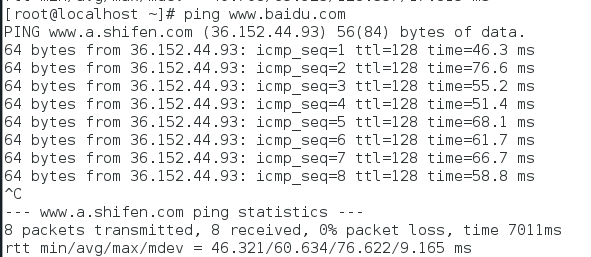 [root@localhost ~]# ping www.baidu.com
PING www.a.shifen.com (36.152.44.93) 56(84) bytes of data.
64 bytes from 36.152.44.93: icmp_seq=1 ttl=128 time=46.3 ms
64 bytes from 36.152.44.93: icmp_seq=2 ttl=128 time=76.6 ms
64 bytes from 36.152.44.93: icmp_seq=3 ttl=128 time=55.2 ms
64 bytes from 36.152.44.93: icmp_seq=4 ttl=128 time=51.4 ms
64 bytes from 36.152.44.93: icmp_seq=5 ttl=128 time=68.1 ms
64 bytes from 36.152.44.93: icmp_seq=6 ttl=128 time=61.7 ms
64 bytes from 36.152.44.93: icmp_seq=7 ttl=128 time=66.7 ms
64 bytes from 36.152.44.93: icmp_seq=8 ttl=128 time=58.8 ms
^C
--- www.a.shifen.com ping statistics ---
8 packets transmitted, 8 received, 0% packet loss, time 7011ms
rtt min/avg/max/mdev = 46.321/60.634/76.622/9.165 ms